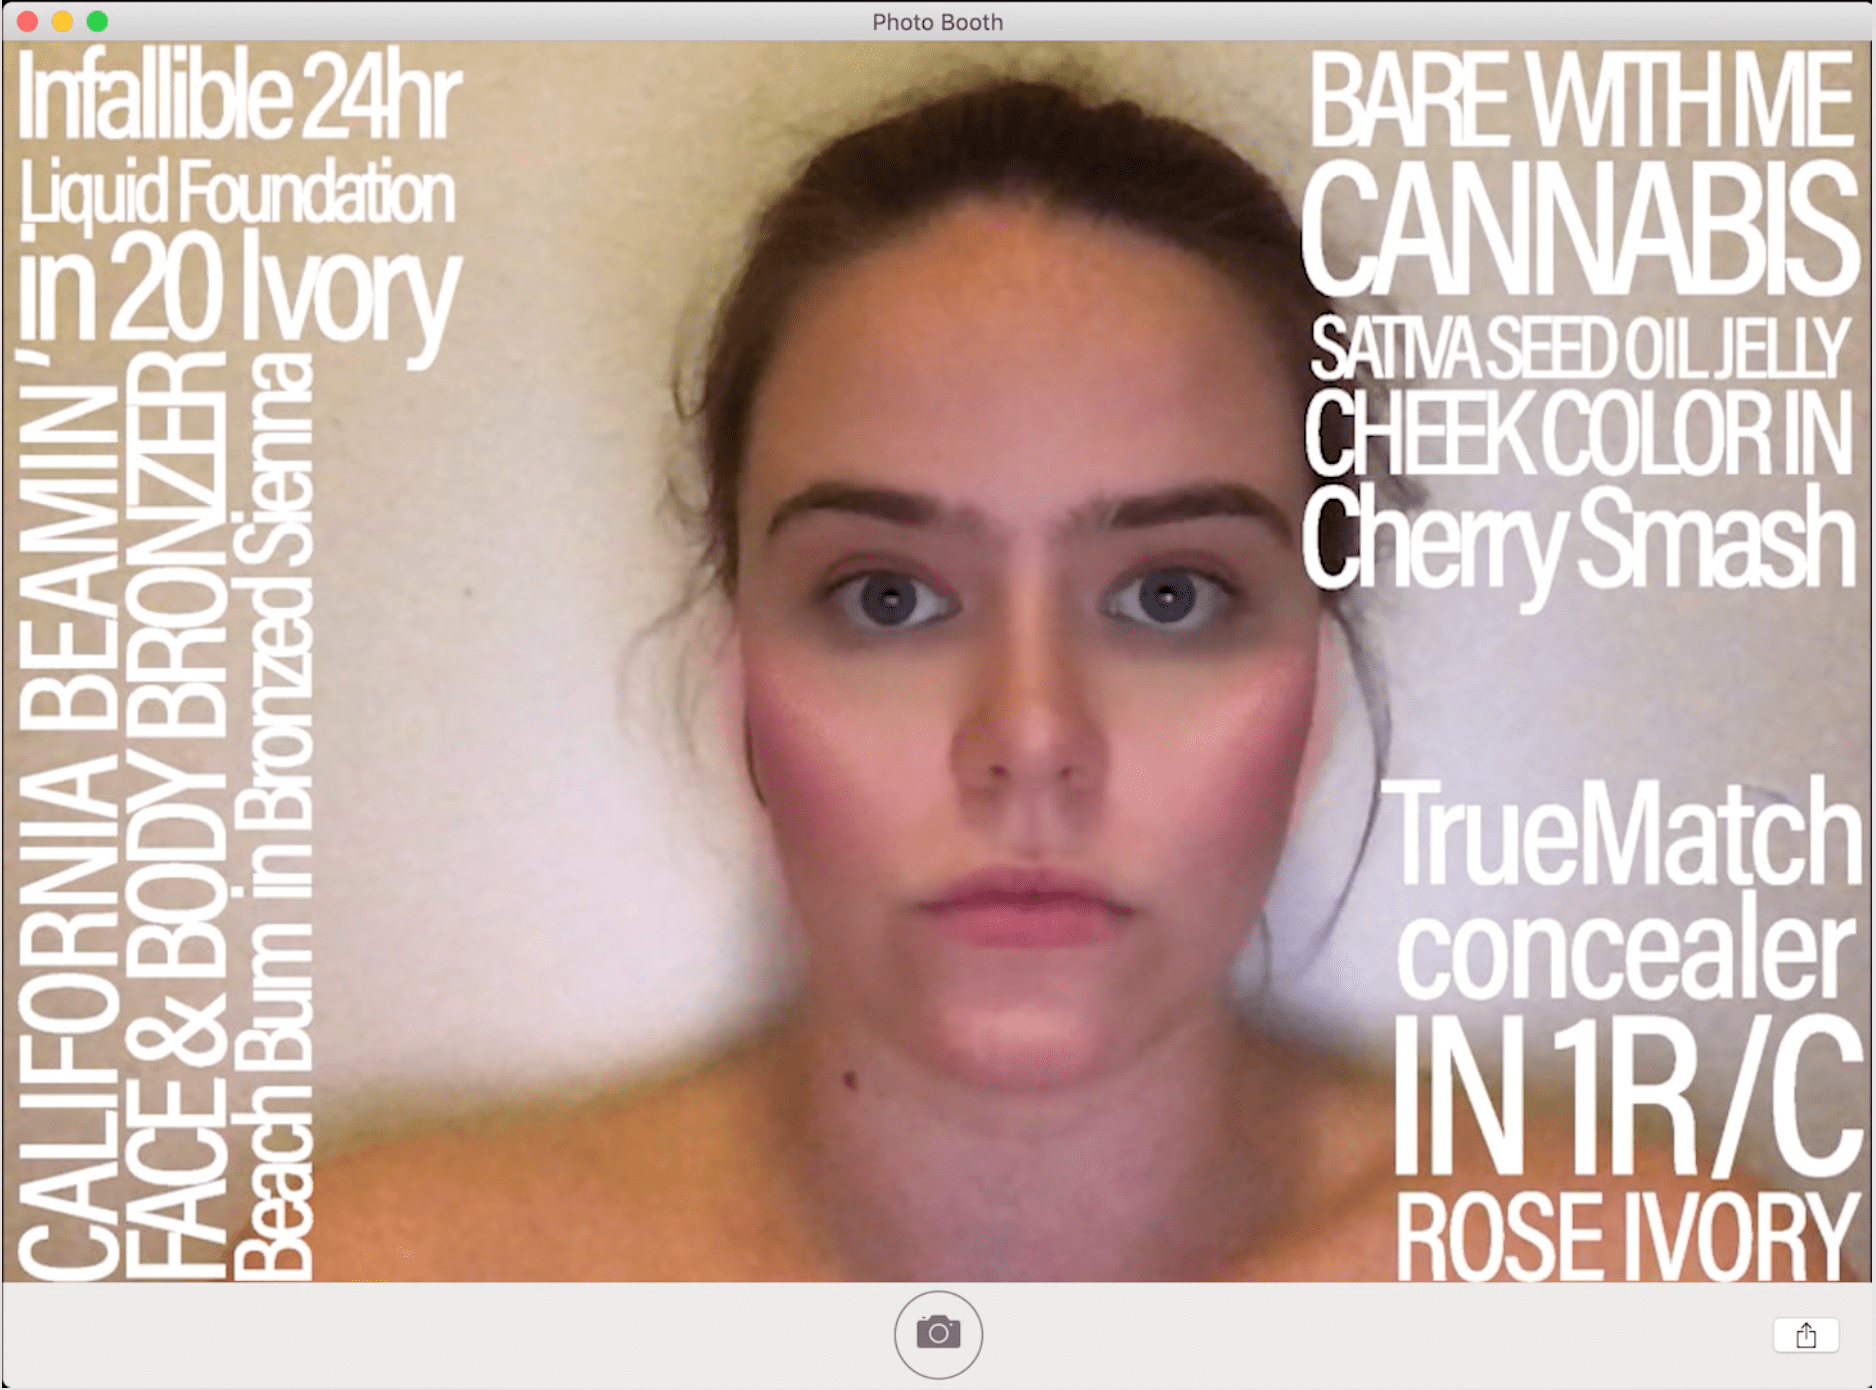 Photo Booth
Infallible 24hr
Liquid Foundation
in 20 Ivory
CALIFORNIA BEAMIN'
FACE & BODY BRONZER
Beach Bum in Bronzed Sienna
BARE WITH ME
CANNABIS
SATIVA SEED OIL JELLY
CHEEK COLOR IN
Cherry Smash
TrueMatch
concealer
IN 1R/C
ROSE IVORY